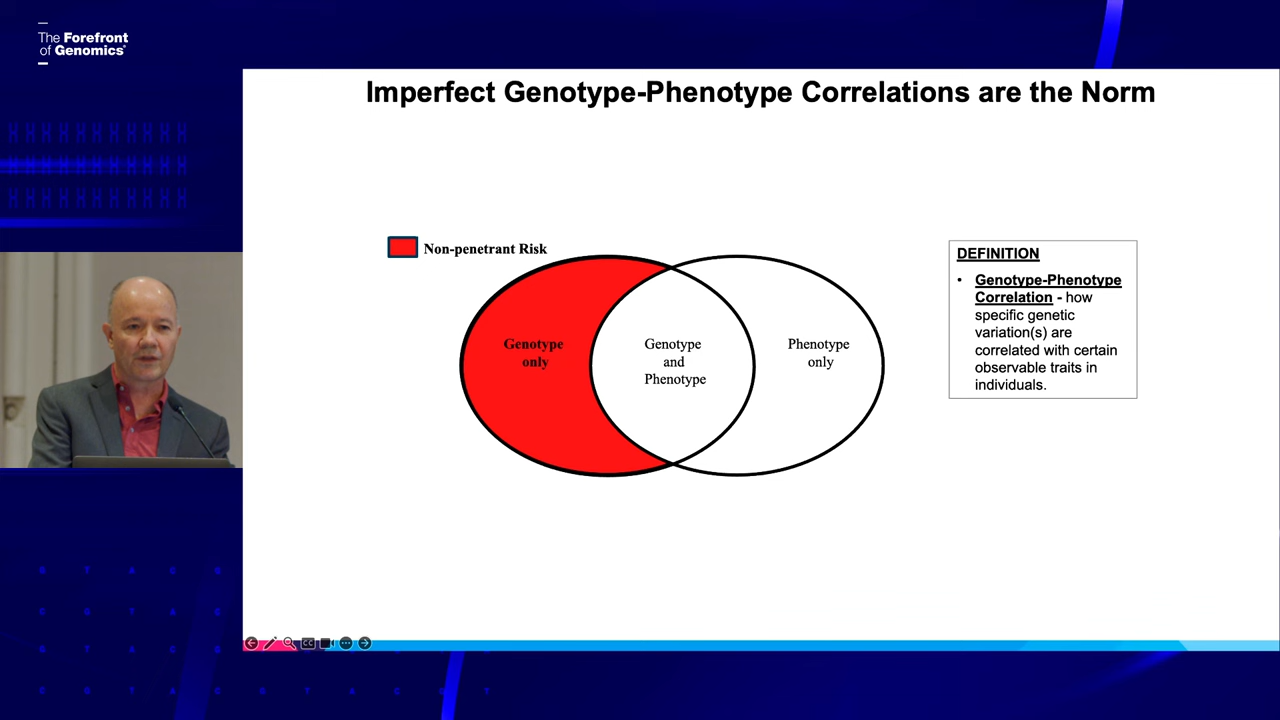 The Forefront
of Genomics®
Imperfect Genotype-Phenotype Correlations are the Norm
Non-penetrant Risk
Genotype
only
Genotype
and
Phenotype
Phenotype
only
DEFINITION
• Genotype-Phenotype
Correlation - how
specific genetic
variation(s) are
correlated with certain
observable traits in
individuals.
CC